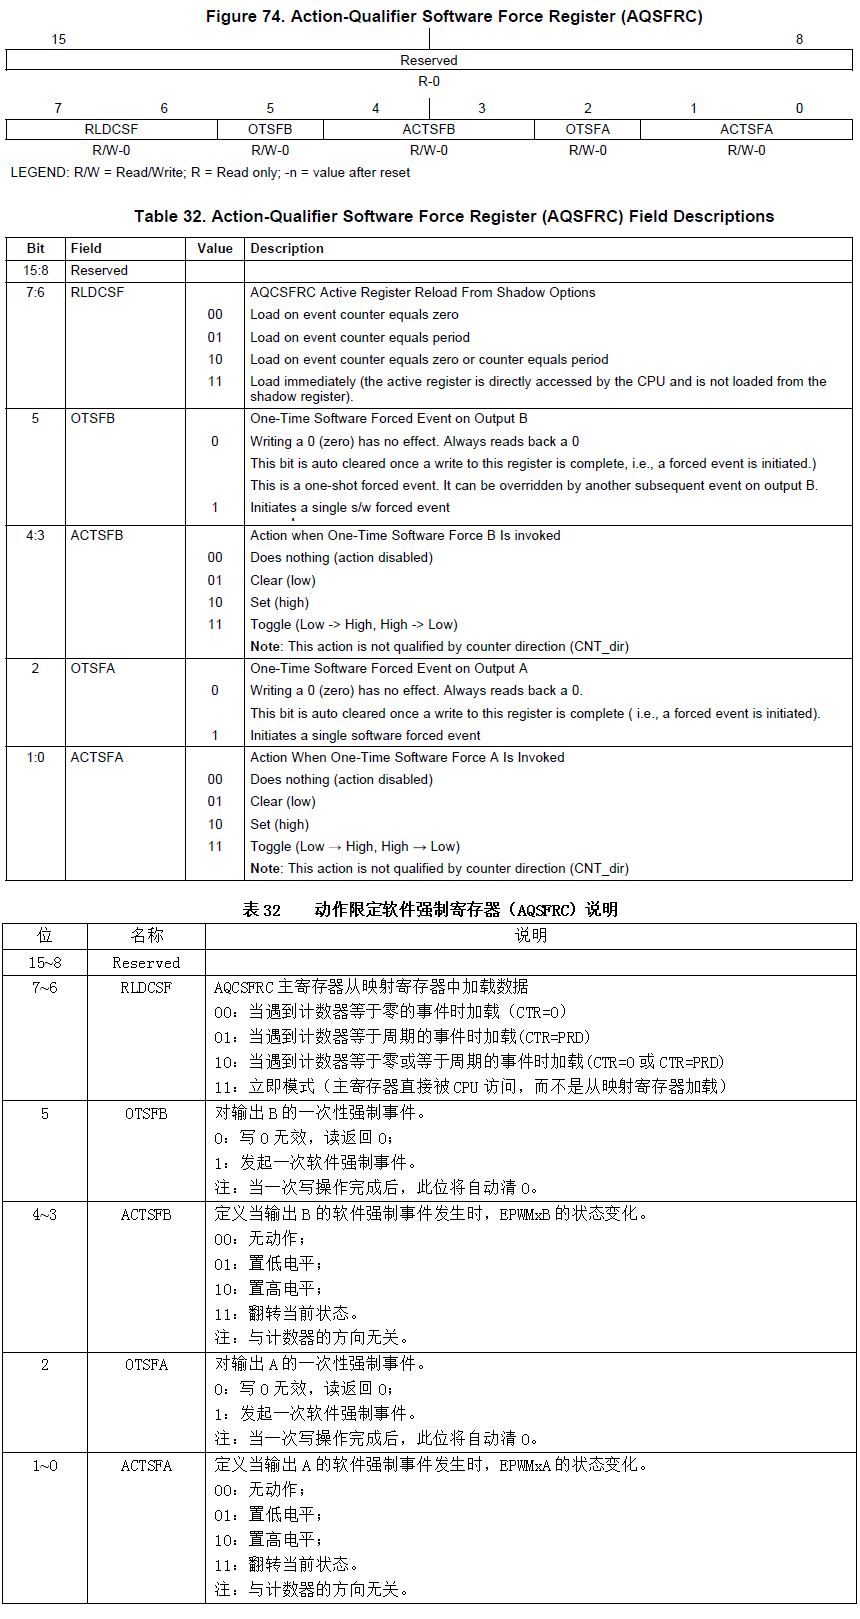 Figure 74. Action-Qualifier Software Force Register (AQSFRC)
15 8
Reserved
R-0
7 6 5 4 3 2 1 0
RLDCSF OTSFB ACTSFB OTSFA ACTSFA
R/W-0 R/W-0 R/W-0 R/W-0 R/W-0
LEGEND: R/W = Read/Write; R = Read only; -n = value after reset
Table 32. Action-Qualifier Software Force Register (AQSFRC) Field Descriptions
Bit Field Value Description
15:8 Reserved
7:6 RLDCSF AQCSFRC Active Register Reload From Shadow Options
00 Load on event counter equals zero
01 Load on event counter equals period
10 Load on event counter equals zero or counter equals period
11 Load immediately (the active register is directly accessed by the CPU and is not loaded from the
shadow register).
5 OTSFB One-Time Software Forced Event on Output B
0 Writing a 0 (zero) has no effect. Always reads back a 0
This bit is auto cleared once a write to this register is complete, i.e., a forced event is initiated.)
This is a one-shot forced event. It can be overridden by another subsequent event on output B.
1 Initiates a single s/w forced event
4:3 ACTSFB Action when One-Time Software Force B Is invoked
00 Does nothing (action disabled)
01 Clear (low)
10 Set (high)
11 Toggle (Low -> High, High -> Low)
Note: This action is not qualified by counter direction (CNT_dir)
2 OTSFA One-Time Software Forced Event on Output A
0 Writing a 0 (zero) has no effect. Always reads back a 0.
This bit is auto cleared once a write to this register is complete ( i.e., a forced event is initiated).
1 Initiates a single software forced event
1:0 ACTSFA Action When One-Time Software Force A Is Invoked
00 Does nothing (action disabled)
01 Clear (low)
10 Set (high)
11 Toggle (Low → High, High → Low)
Note: This action is not qualified by counter direction (CNT_dir)
表 32 动作限定软件强制寄存器（AQSFRC）说明
位 名称 说明
15~8 Reserved
7~6 RLDCSF AQCSFRC 主寄存器从映射寄存器中加载数据
00：当遇到计数器等于零的事件时加载（CTR=0）
01：当遇到计数器等于周期的事件时加载(CTR=PRD)
10：当遇到计数器等于零或等于周期的事件时加载(CTR=0 或 CTR=PRD)
11：立即模式（主寄存器直接被 CPU 访问，而不是从映射寄存器加载）
5 OTSFB 对输出 B 的一次性强制事件。
0：写 0 无效，读返回 0；
1：发起一次软件强制事件。
注：当一次写操作完成后，此位将自动清 0。
4~3 ACTSFB 定义当输出 B 的软件强制事件发生时，EPWMxB 的状态变化。
00：无动作；
01：置低电平；
10：置高电平；
11：翻转当前状态。
注：与计数器的方向无关。
2 OTSFA 对输出 A 的一次性强制事件。
0：写 0 无效，读返回 0；
1：发起一次软件强制事件。
注：当一次写操作完成后，此位将自动清 0。
1~0 ACTSFA 定义当输出 A 的软件强制事件发生时，EPWMxA 的状态变化。
00：无动作；
01：置低电平；
10：置高电平；
11：翻转当前状态。
注：与计数器的方向无关。